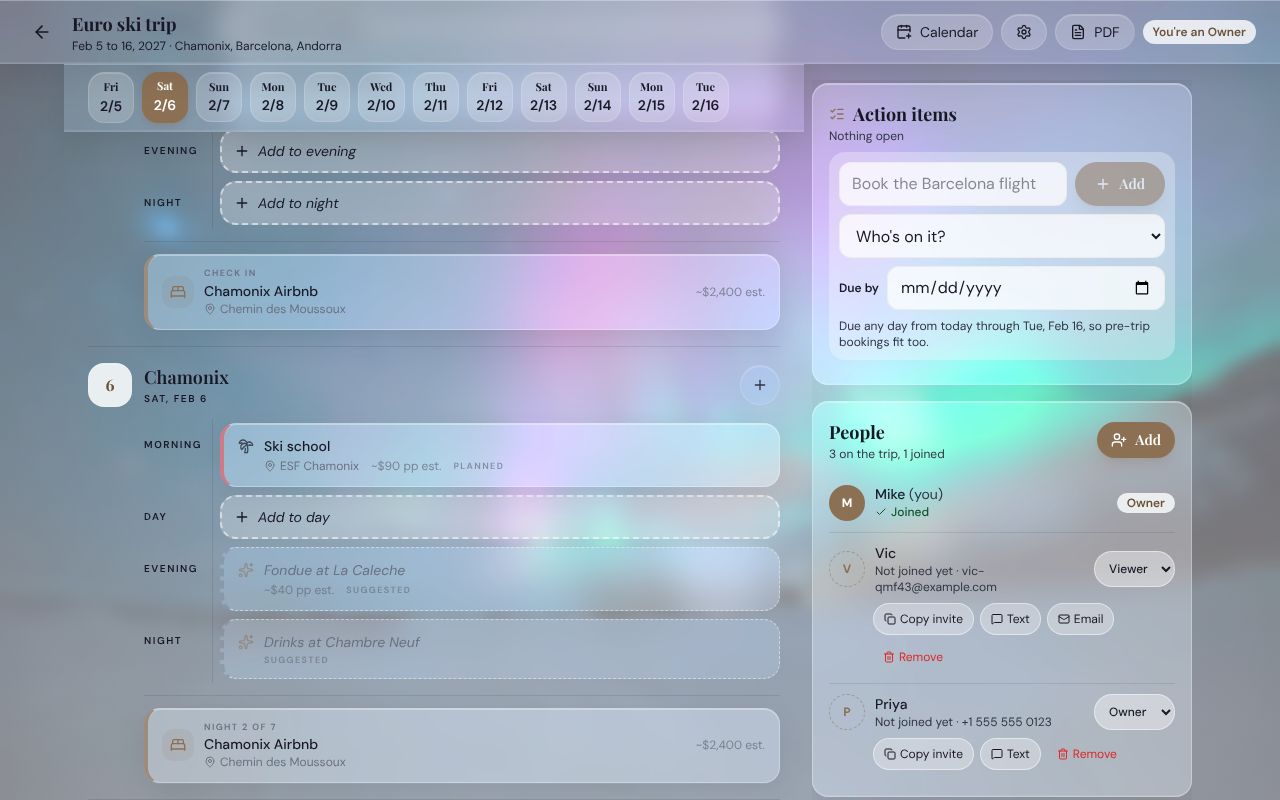 Euro ski trip
Feb 5 to 16, 2027 · Chamonix, Barcelona, Andorra
Calendar
PDF
You're an Owner
Fri 2/5
Sat 2/6
Sun 2/7
Mon 2/8
Tue 2/9
Wed 2/10
Thu 2/11
Fri 2/12
Sat 2/13
Sun 2/14
Mon 2/15
Tue 2/16
EVENING
Add to evening
NIGHT
Add to night
CHECK IN
Chamonix Airbnb
~$2,400 est.
Chemin des Moussoux
6
Chamonix
SAT, FEB 6
MORNING
Ski school
ESF Chamonix ~$90 pp est. PLANNED
DAY
Add to day
EVENING
Fondue at La Caleche
~$40 pp est. SUGGESTED
NIGHT
Drinks at Chambre Neuf
SUGGESTED
NIGHT 2 OF 7
Chamonix Airbnb
~$2,400 est.
Chemin des Moussoux
Action items
Nothing open
Book the Barcelona flight
Add
Who's on it?
Due by
mm/dd/yyyy
Due any day from today through Tue, Feb 16, so pre-trip
bookings fit too.
People
3 on the trip, 1 joined
Add
M
Mike (you)
Joined
Owner
V
Vic
Not joined yet · vic-
qmf43@example.com
Viewer
Copy invite
Text
Email
Remove
P
Priya
Not joined yet · +1 555 555 0123
Owner
Copy invite
Text
Remove